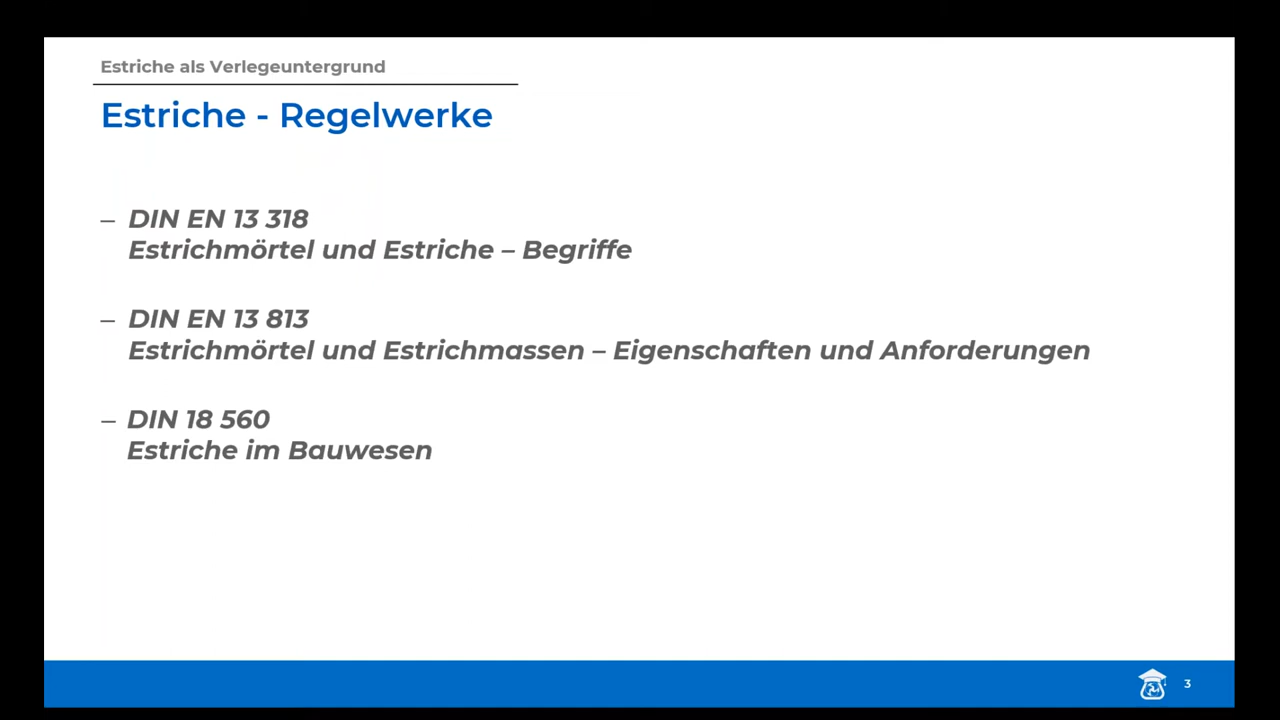 Estriche als Verlegeuntergrund
Estriche - Regelwerke
– DIN EN 13 318
Estrichmörtel und Estriche – Begriffe
– DIN EN 13 813
Estrichmörtel und Estrichmassen – Eigenschaften und Anforderungen
– DIN 18 560
Estriche im Bauwesen
3